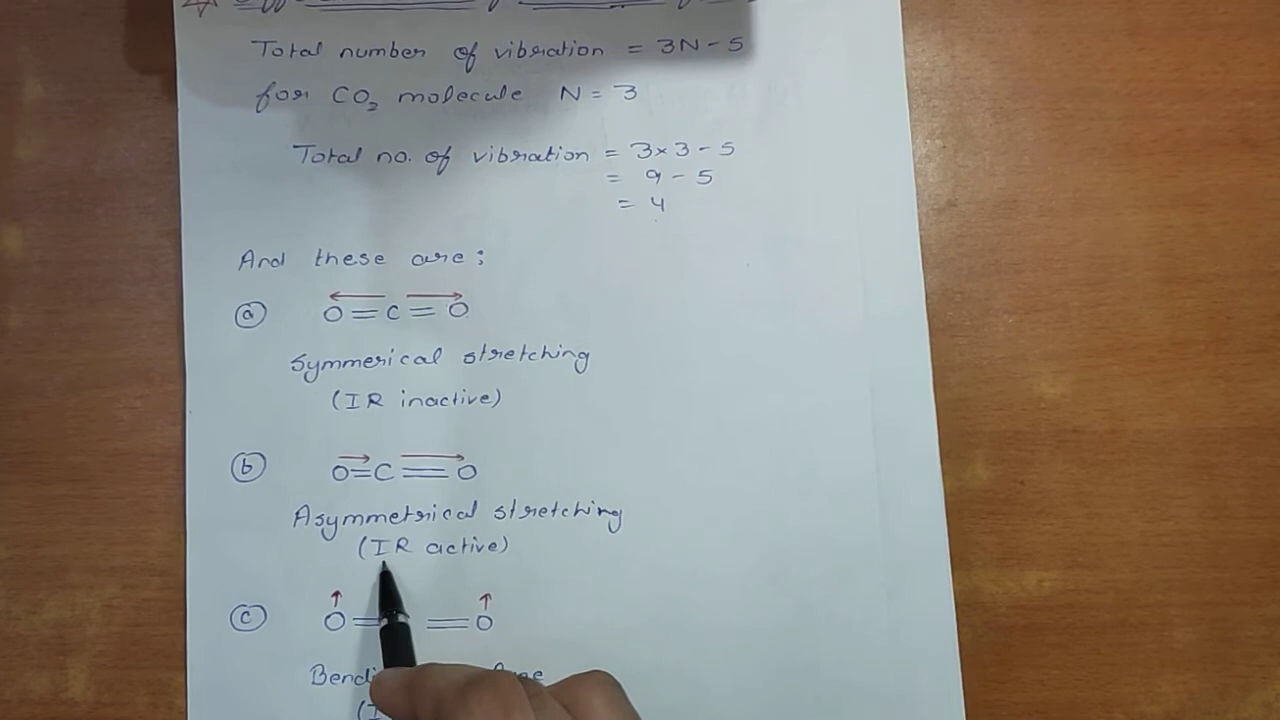 Total number of vibration = 3N - 5
for CO₂ molecule N = 3
Total no. of vibration = 3×3 - 5
= 9 - 5
= 4
And these are :
(a) O=C=O
Symmerical stretching
(IR inactive)
(b) O=C=O
Asymmetrical stretching
(IR active)
(c) O= =O